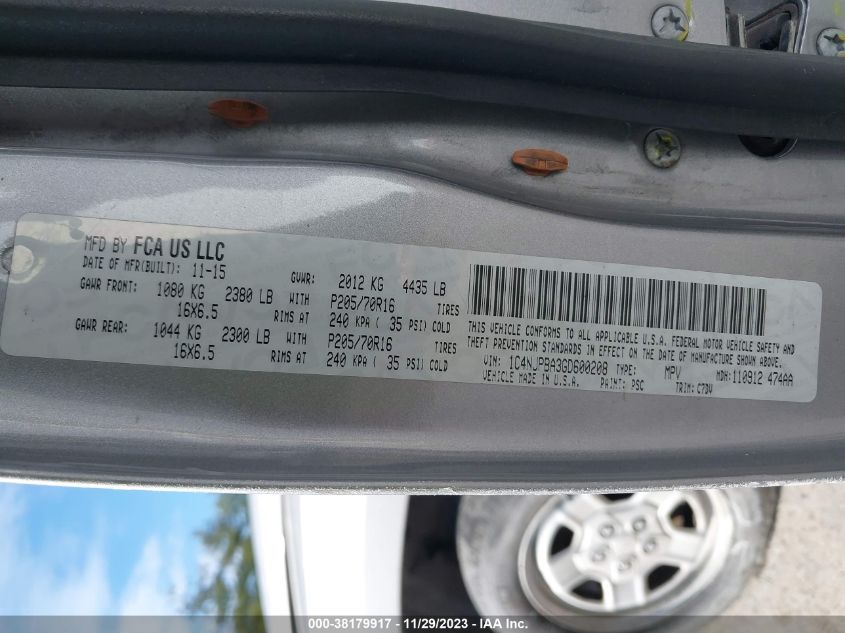 MFD BY FCA US LLC
DATE OF MFR(BUILT): 11-15 GVWR: 2012 KG 4435 LB
GAWR FRONT: 1080 KG 2380 LB WITH P205/70R16 TIRES
16X6.5 RIMS AT 240 KPA ( 35 PSI) COLD
GAWR REAR: 1044 KG 2300 LB WITH P205/70R16 TIRES
16X6.5 RIMS AT 240 KPA ( 35 PSI) COLD
THIS VEHICLE CONFORMS TO ALL APPLICABLE U.S.A. FEDERAL MOTOR VEHICLE SAFETY AND
THEFT PREVENTION STANDARDS IN EFFECT ON THE DATE OF MANUFACTURE SHOWN ABOVE.
VIN: 1C4NJPBA3GD600208 TYPE: MPV MDH:110912 474AA
VEHICLE MADE IN U.S.A. PAINT: PSC TRIM: C7DV
000-38179917 - 11/29/2023 - IAA Inc.